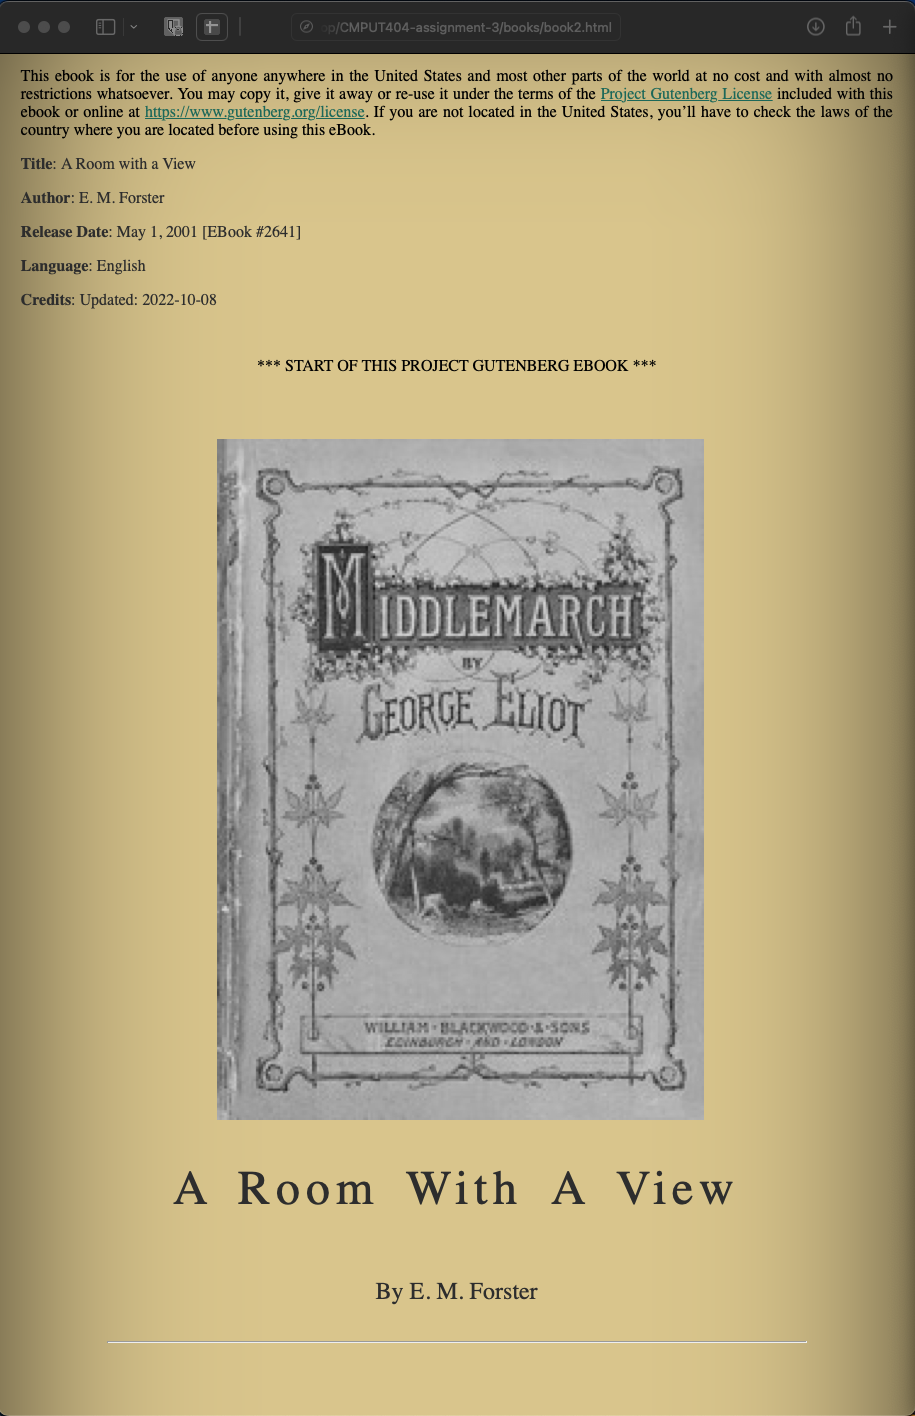 op/CMPUT404-assignment-3/books/book2.html
This ebook is for the use of anyone anywhere in the United States and most other parts of the world at no cost and with almost no
restrictions whatsoever. You may copy it, give it away or re-use it under the terms of the Project Gutenberg License included with this
ebook or online at https://www.gutenberg.org/license. If you are not located in the United States, you’ll have to check the laws of the
country where you are located before using this eBook.
Title: A Room with a View
Author: E. M. Forster
Release Date: May 1, 2001 [EBook #2641]
Language: English
Credits: Updated: 2022-10-08
*** START OF THIS PROJECT GUTENBERG EBOOK ***
MIDDLEMARCH
BY
GEORGE ELIOT
WILLIAM · BLACKWOOD · & · SONS
EDINBURGH · AND · LONDON
A Room With A View
By E. M. Forster